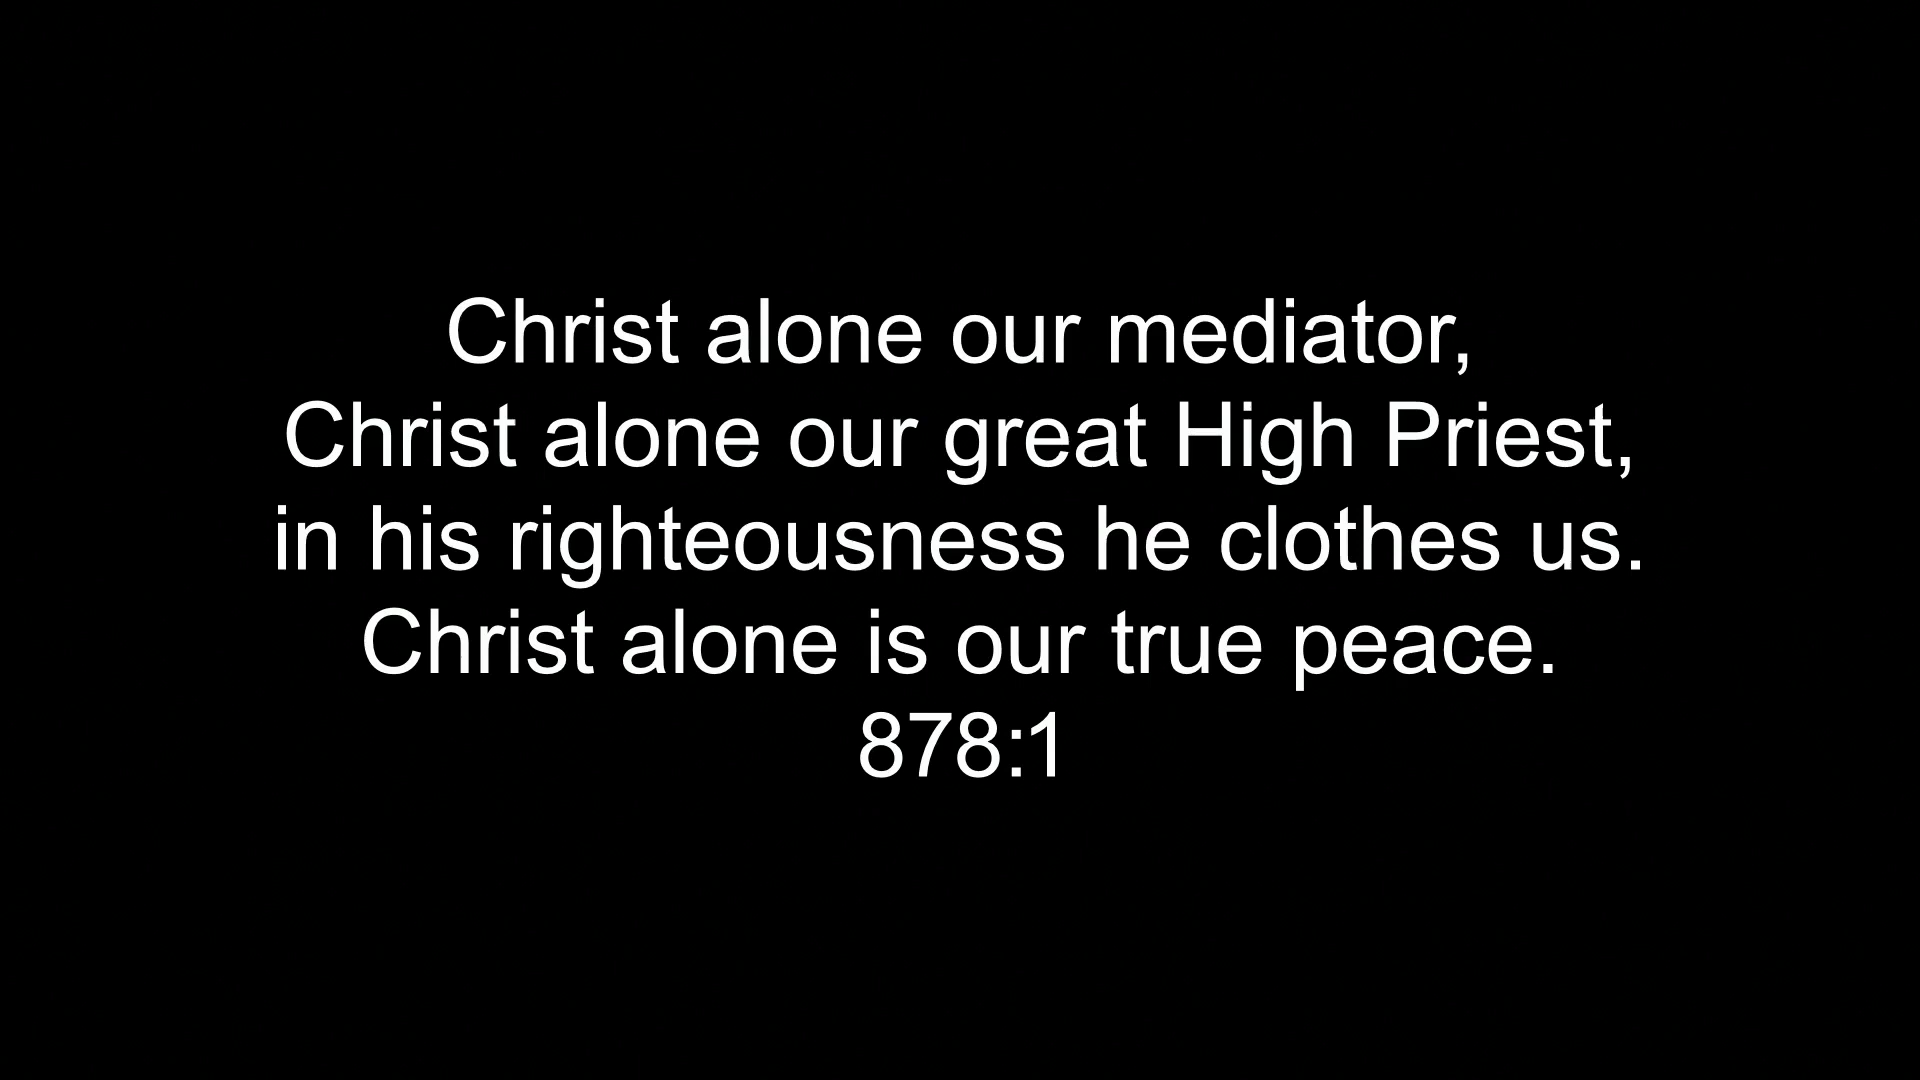 Christ alone our mediator,
Christ alone our great High Priest,
in his righteousness he clothes us.
Christ alone is our true peace.
878:1